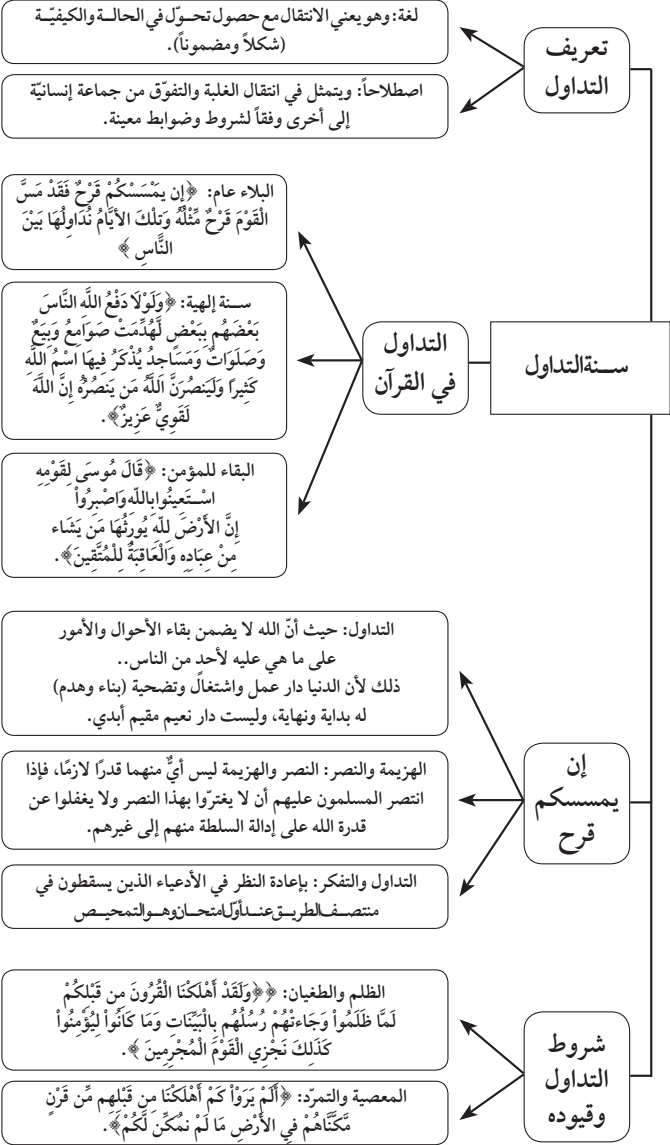 سنة التداول
تعريف
التداول
لغة: وهو يعني الانتقال مع حصول تحوّل في الحالة والكيفيّة
(شكلاً ومضموناً).
اصطلاحاً: ويتمثل في انتقال الغلبة والتفوّق من جماعة إنسانيّة
إلى أخرى وفقاً لشروط وضوابط معينة.
التداول
في القرآن
البلاء عام: ﴿إِن يَمْسَسْكُمْ قَرْحٌ فَقَدْ مَسَّ
الْقَوْمَ قَرْحٌ مِّثْلُهُ وَتِلْكَ الأيَّامُ نُدَاوِلُهَا بَيْنَ
النَّاسِ﴾
سنة إلهية: ﴿وَلَوْلَا دَفْعُ اللَّهِ النَّاسَ
بَعْضَهُم بِبَعْضٍ لَّهُدِّمَتْ صَوَامِعُ وَبِيَعٌ
وَصَلَوَاتٌ وَمَسَاجِدُ يُذْكَرُ فِيهَا اسْمُ اللَّهِ
كَثِيرًا وَلَيَنصُرَنَّ اللَّهُ مَن يَنصُرُهُ إِنَّ اللَّهَ
لَقَوِيٌّ عَزِيزٌ﴾.
البقاء للمؤمن: ﴿قَالَ مُوسَى لِقَوْمِهِ
اسْتَعِينُوا بِاللّهِ وَاصْبِرُواْ
إِنَّ الأَرْضَ لِلّهِ يُورِثُهَا مَن يَشَاء
مِنْ عِبَادِهِ وَالْعَاقِبَةُ لِلْمُتَّقِينَ﴾.
إن
يمسسكم
قرح
التداول: حيث أنّ الله لا يضمن بقاء الأحوال والأمور
على ما هي عليه لأحد من الناس..
ذلك لأن الدنيا دار عمل واشتغال وتضحية (بناء وهدم)
له بداية ونهاية، وليست دار نعيم مقيم أبدي.
الهزيمة والنصر: النصر والهزيمة ليس أيٌّ منهما قدرًا لازمًا، فإذا
انتصر المسلمون عليهم أن لا يغترّوا بهذا النصر ولا يغفلوا عن
قدرة الله على إدالة السلطة منهم إلى غيرهم.
التداول والتفكر: بإعادة النظر في الأدعياء الذين يسقطون في
منتصف الطريق عند أوّل امتحان وهو التمحيص
شروط
التداول
وقيوده
الظلم والطغيان: ﴿﴿وَلَقَدْ أَهْلَكْنَا الْقُرُونَ مِن قَبْلِكُمْ
لَمَّا ظَلَمُواْ وَجَاءتْهُمْ رُسُلُهُم بِالْبَيِّنَاتِ وَمَا كَانُواْ لِيُؤْمِنُواْ
كَذَلِكَ نَجْزِي الْقَوْمَ الْمُجْرِمِينَ﴾.
المعصية والتمرّد: ﴿أَلَمْ يَرَوْاْ كَمْ أَهْلَكْنَا مِن قَبْلِهِم مِّن قَرْنٍ
مَّكَّنَّاهُمْ فِي الأَرْضِ مَا لَمْ نُمَكِّن لَّكُمْ﴾.